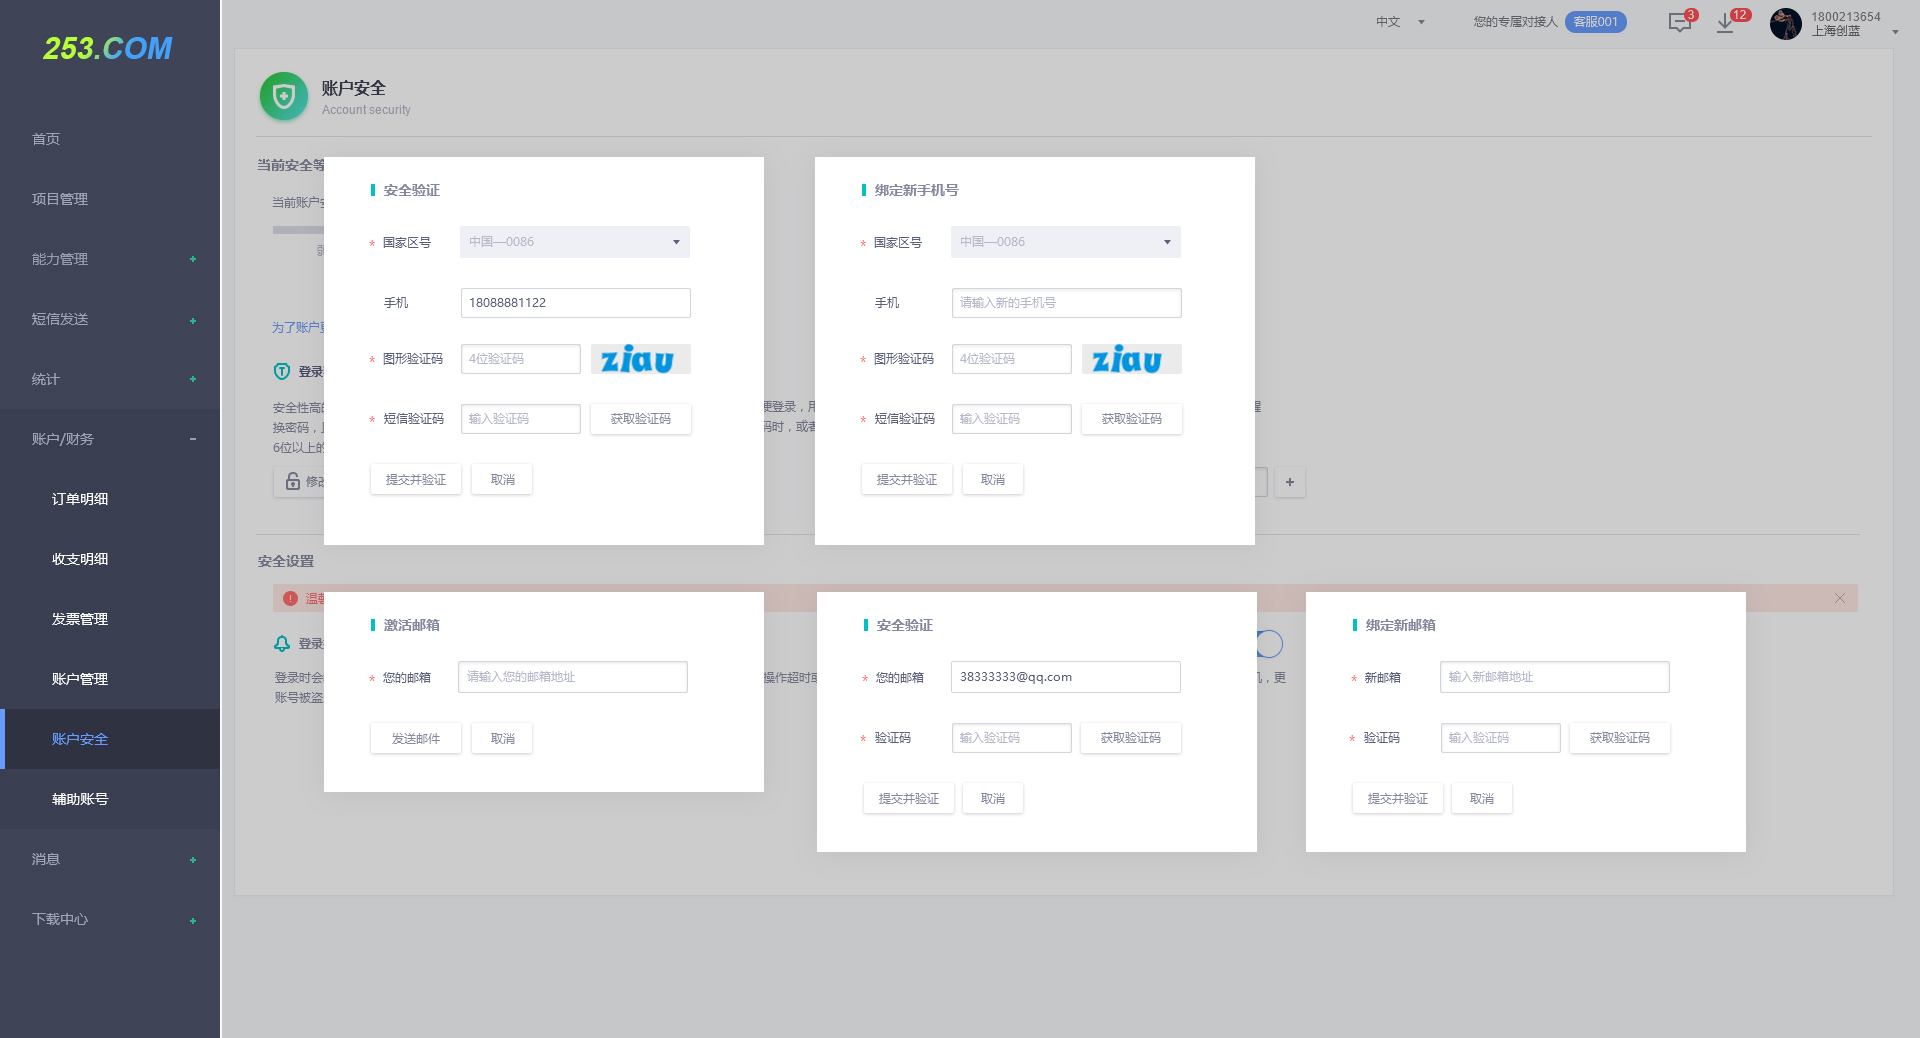 253.COM
首页
项目管理
能力管理
短信发送
统计
账户/财务
订单明细
收支明细
发票管理
账户管理
账户安全
辅助账号
消息
下载中心
中文
您的专属对接人 客服001
3
12
1800213654
上海创蓝
账户安全
Account security
当前安全等
当前账户安
为了账户更
登录
安全性高的
换密码，且
6位以上的
修改
便登录，用
码时，或者
安全设置
温馨
登录
登录时会
账号被盗
操作超时或
机，更
安全验证
* 国家区号 中国—0086
手机 18088881122
* 图形验证码 4位验证码 ziau
* 短信验证码 输入验证码 获取验证码
提交并验证 取消
绑定新手机号
* 国家区号 中国—0086
手机 请输入新的手机号
* 图形验证码 4位验证码 ziau
* 短信验证码 输入验证码 获取验证码
提交并验证 取消
激活邮箱
* 您的邮箱 请输入您的邮箱地址
发送邮件 取消
安全验证
* 您的邮箱 38333333@qq.com
* 验证码 输入验证码 获取验证码
提交并验证 取消
绑定新邮箱
* 新邮箱 输入新邮箱地址
* 验证码 输入验证码 获取验证码
提交并验证 取消